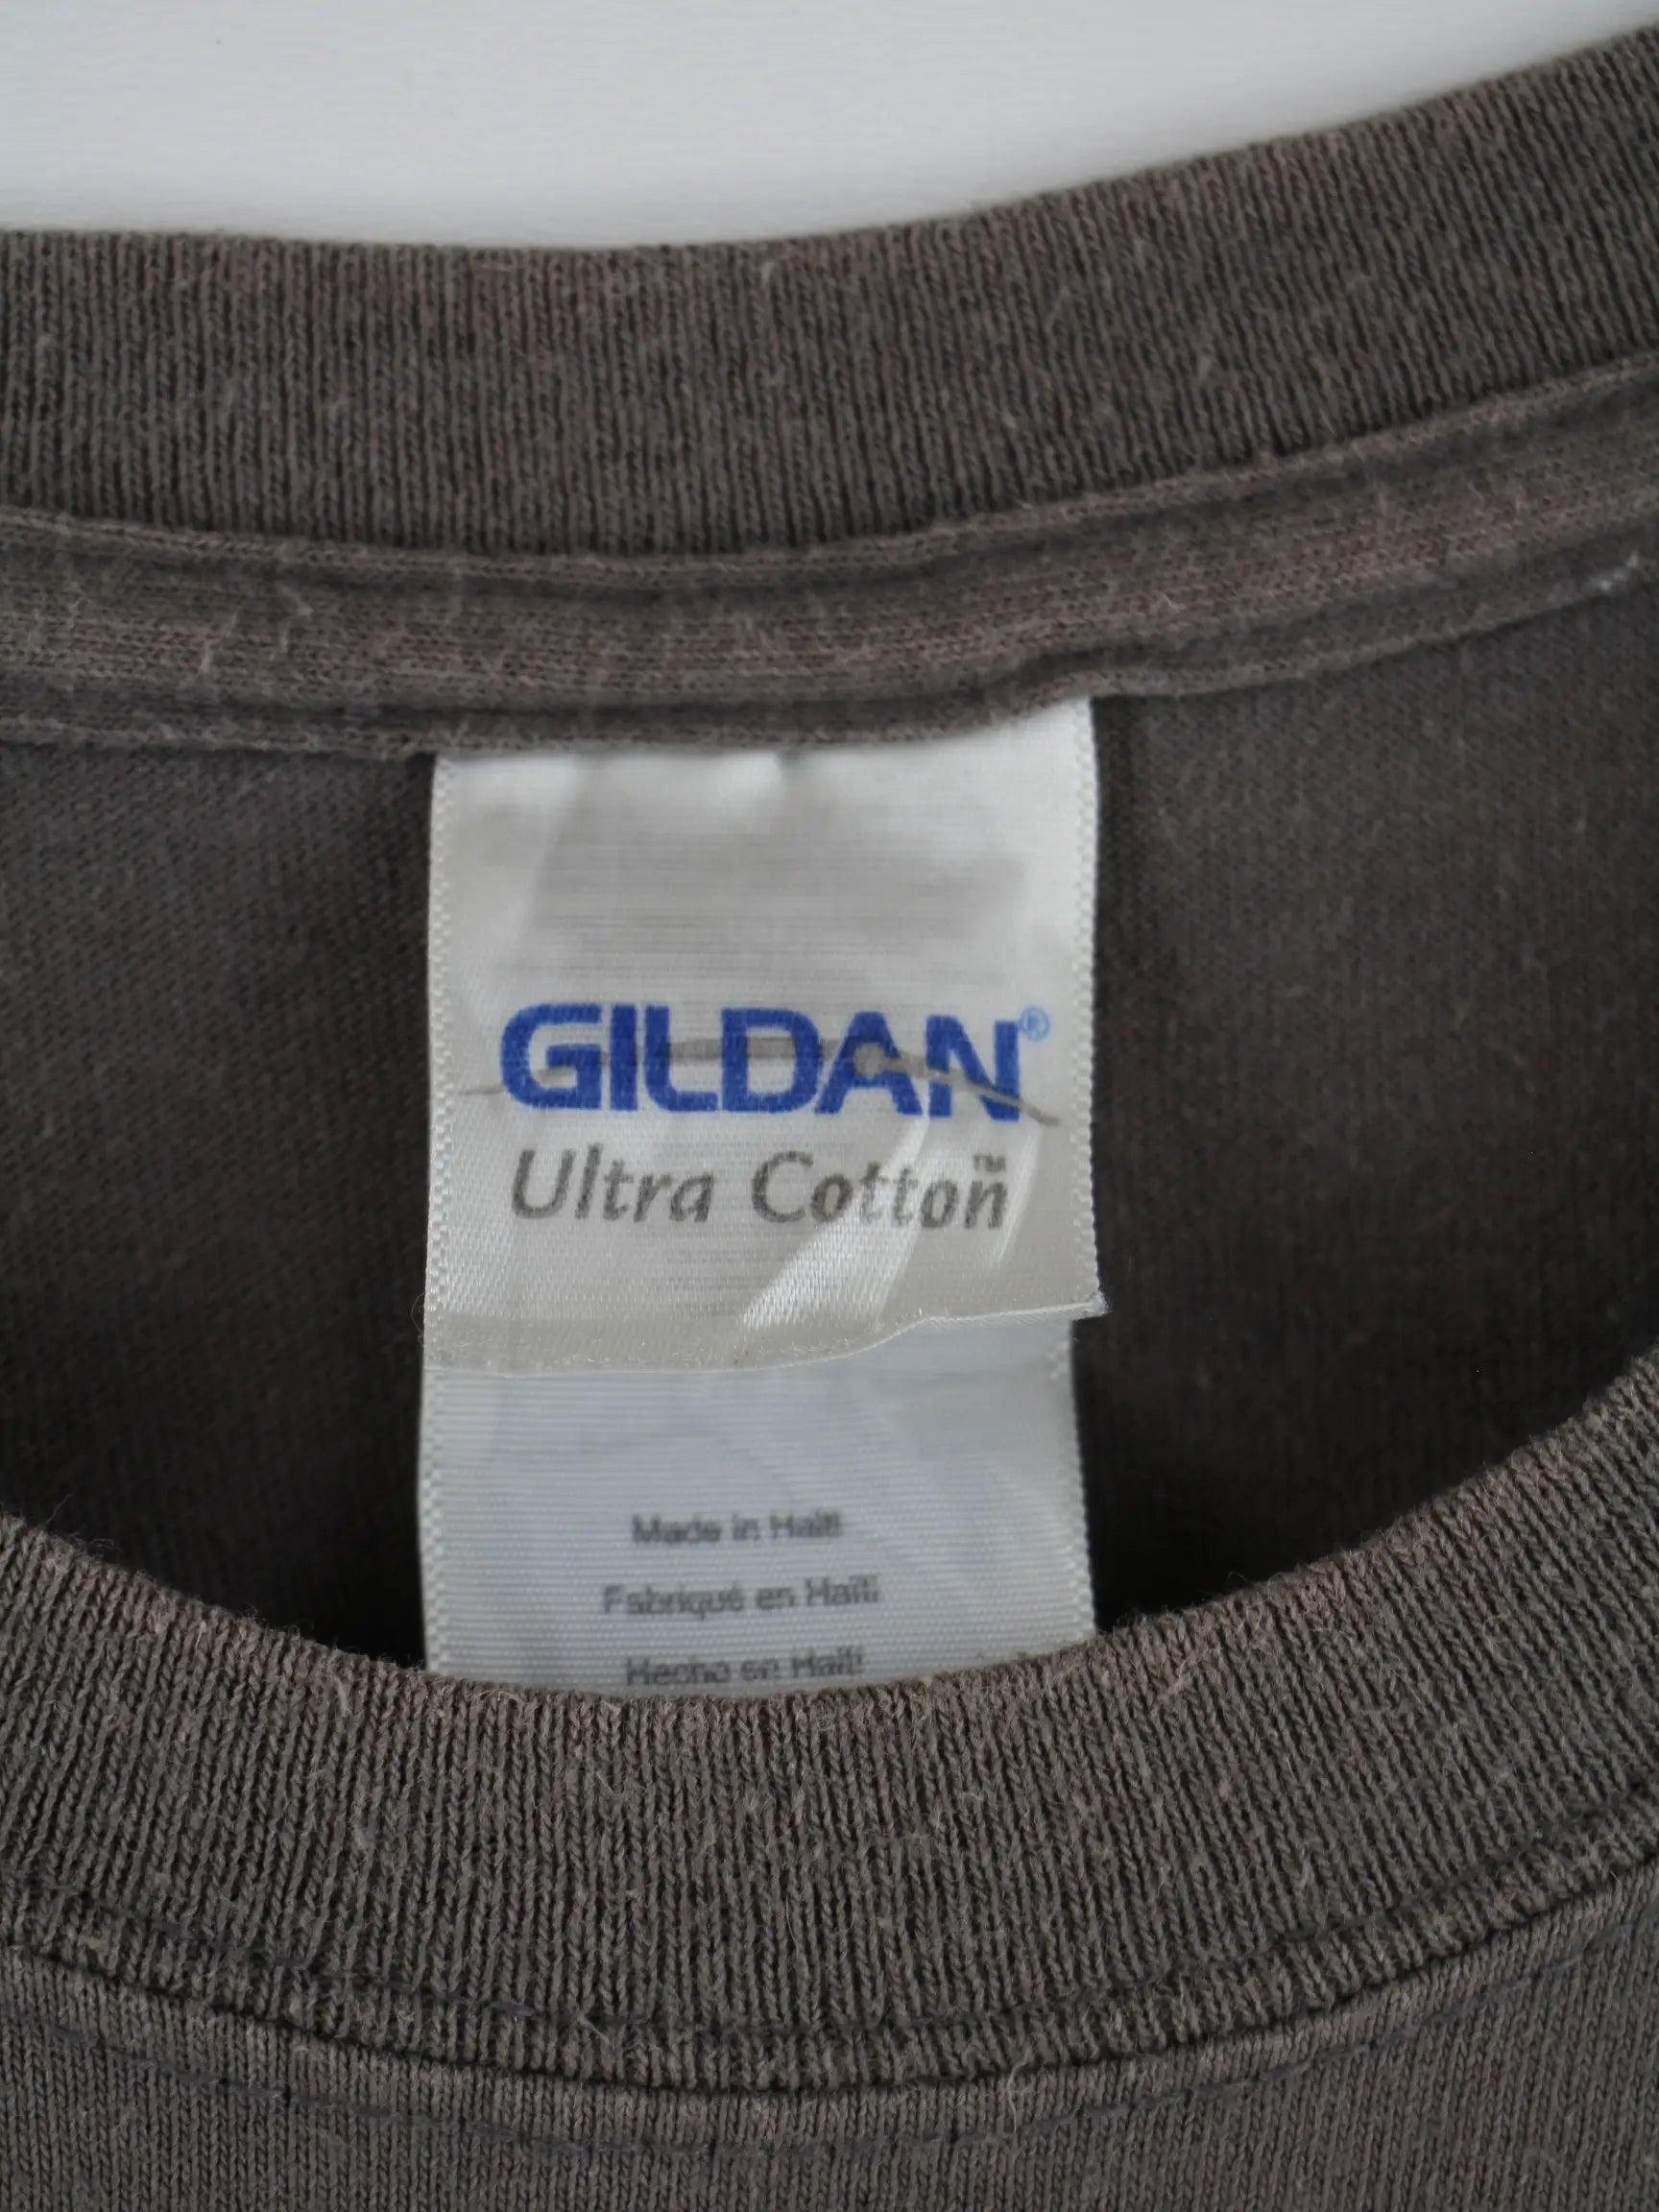 GILDAN®
Ultra Cotton™
Made in Haiti
Fabriqué en Haïti
Hecho en Haití